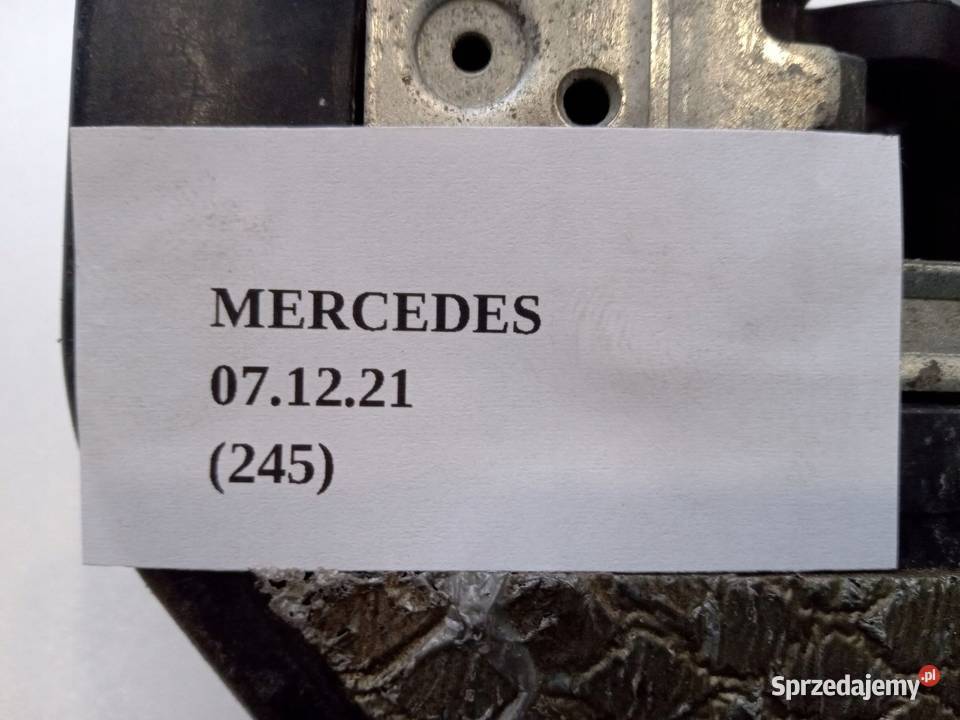 MERCEDES
07.12.21
(245)
Sprzedajemy.pl